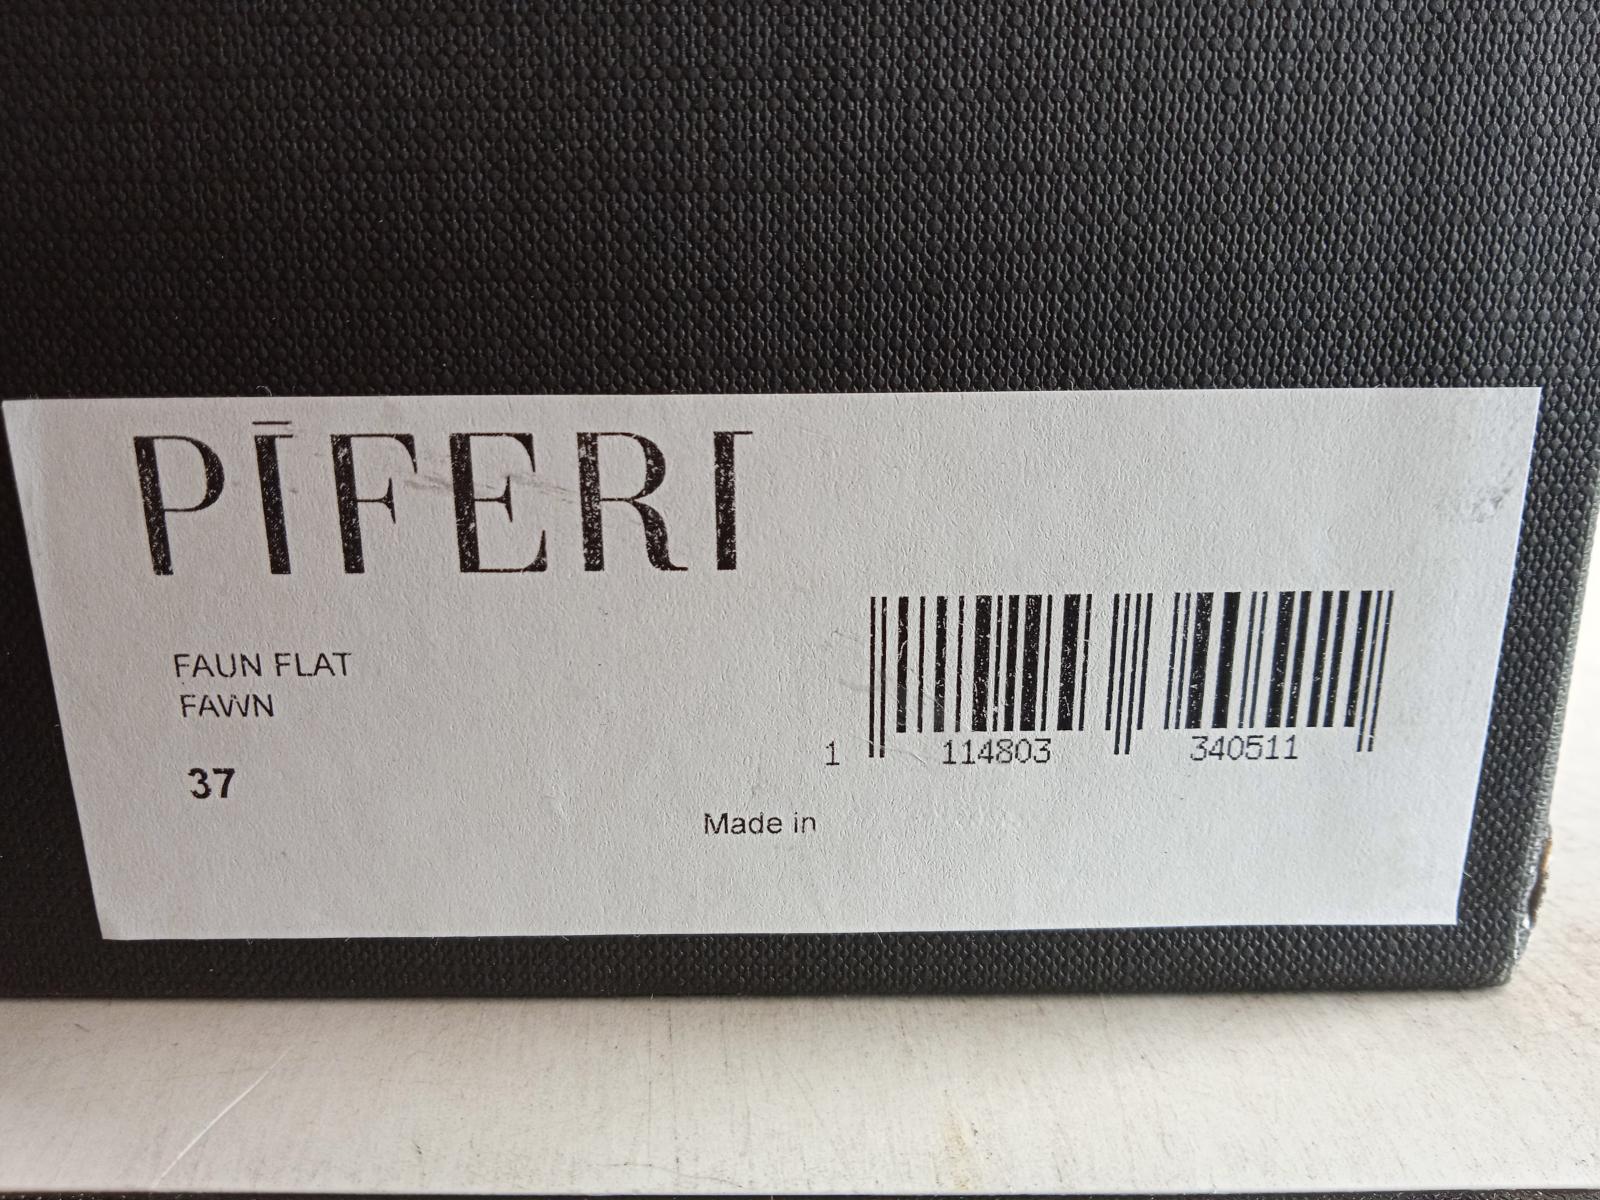 PĪFERI
FAUN FLAT
FAWN
37
1 114803 340511
Made in